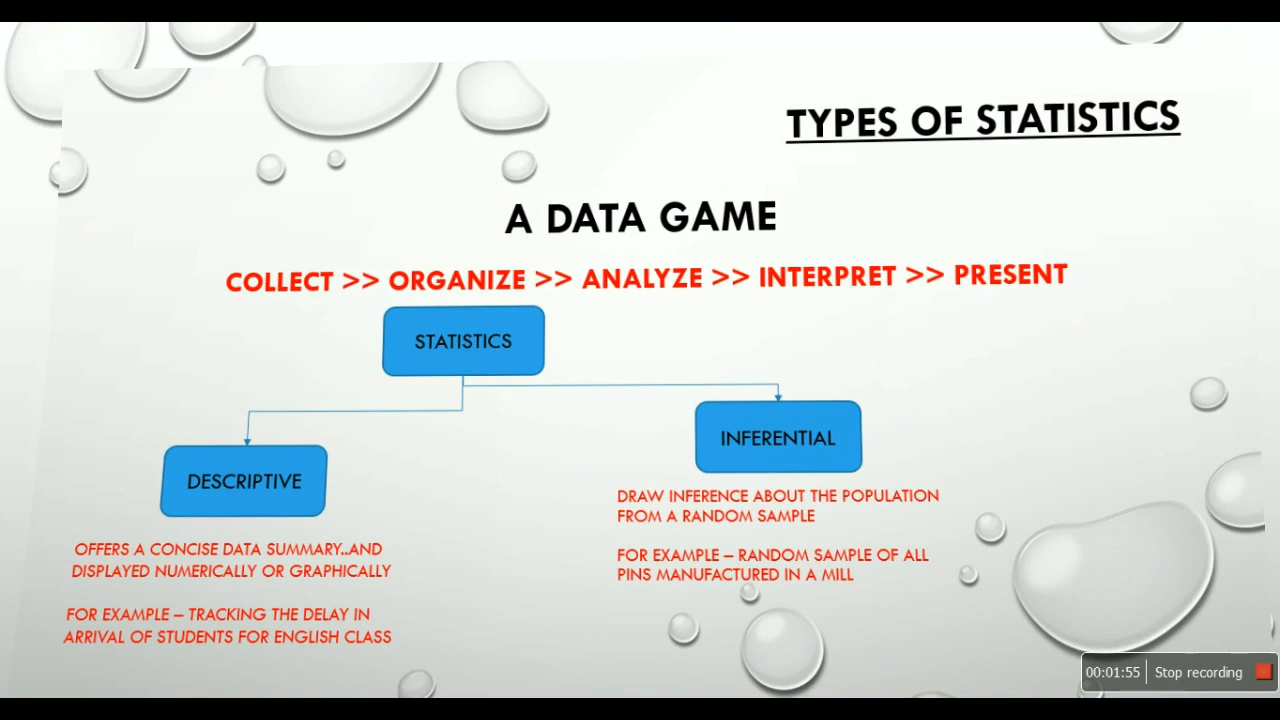 TYPES OF STATISTICS
A DATA GAME
COLLECT >> ORGANIZE >> ANALYZE >> INTERPRET >> PRESENT
STATISTICS
DESCRIPTIVE
OFFERS A CONCISE DATA SUMMARY..AND
DISPLAYED NUMERICALLY OR GRAPHICALLY
FOR EXAMPLE – TRACKING THE DELAY IN
ARRIVAL OF STUDENTS FOR ENGLISH CLASS
INFERENTIAL
DRAW INFERENCE ABOUT THE POPULATION
FROM A RANDOM SAMPLE
FOR EXAMPLE – RANDOM SAMPLE OF ALL
PINS MANUFACTURED IN A MILL
00:01:55 Stop recording